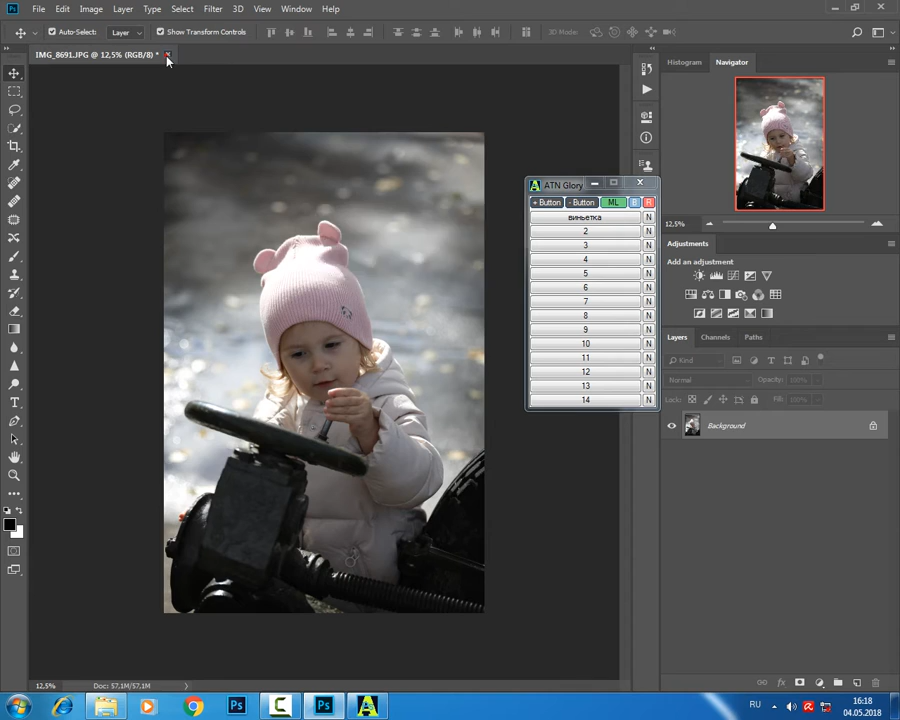 File Edit Image Layer Type Select Filter 3D View Window Help
Auto-Select: Layer Show Transform Controls 3D Mode:
IMG_8691.JPG @ 12,5% (RGB/8) *
Histogram Navigator
ATN Glory
+ Button - Button ML B R
виньетка N
2 N
3 N
4 N
5 N
6 N
7 N
8 N
9 N
10 N
11 N
12 N
13 N
14 N
12,5%
Adjustments
Add an adjustment
Layers Channels Paths
Kind
Normal Opacity: 100%
Lock: Fill: 100%
Background
12,5% Doc: 57,1M/57,1M
RU 16:18
04.05.2018